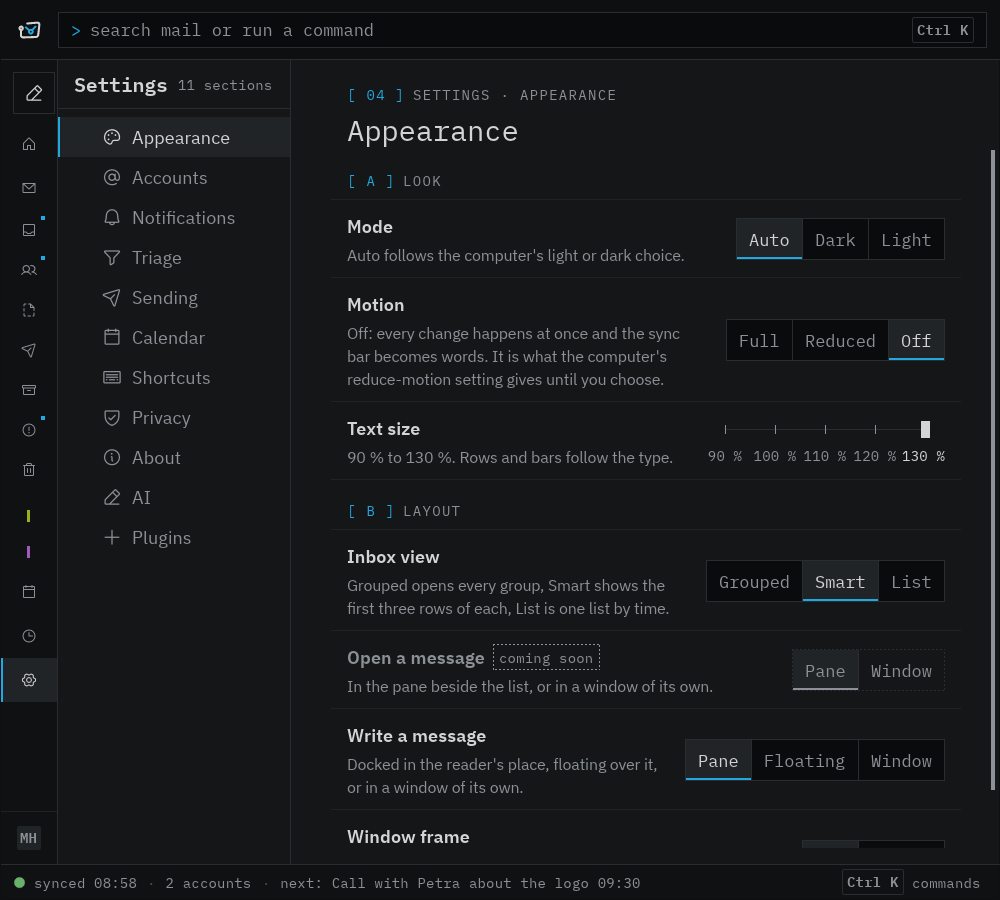 > search mail or run a command Ctrl K
Settings 11 sections
Appearance
Accounts
Notifications
Triage
Sending
Calendar
Shortcuts
Privacy
About
AI
Plugins
MH
[ 04 ] SETTINGS · APPEARANCE
Appearance
[ A ] LOOK
Mode
Auto follows the computer's light or dark choice.
Auto Dark Light
Motion
Off: every change happens at once and the sync
bar becomes words. It is what the computer's
reduce-motion setting gives until you choose.
Full Reduced Off
Text size
90 % to 130 %. Rows and bars follow the type.
90 % 100 % 110 % 120 % 130 %
[ B ] LAYOUT
Inbox view
Grouped opens every group, Smart shows the
first three rows of each, List is one list by time.
Grouped Smart List
Open a message coming soon
In the pane beside the list, or in a window of its own.
Pane Window
Write a message
Docked in the reader's place, floating over it,
or in a window of its own.
Pane Floating Window
Window frame
synced 08:58 · 2 accounts · next: Call with Petra about the logo 09:30
Ctrl K commands